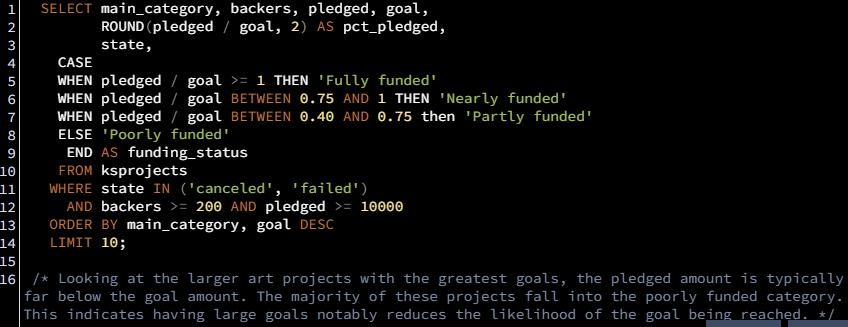 1 SELECT main_category, backers, pledged, goal,
2 ROUND(pledged / goal, 2) AS pct_pledged,
3 state,
4 CASE
5 WHEN pledged / goal >= 1 THEN 'Fully funded'
6 WHEN pledged / goal BETWEEN 0.75 AND 1 THEN 'Nearly funded'
7 WHEN pledged / goal BETWEEN 0.40 AND 0.75 then 'Partly funded'
8 ELSE 'Poorly funded'
9 END AS funding_status
10 FROM ksprojects
11 WHERE state IN ('canceled', 'failed')
12 AND backers >= 200 AND pledged >= 10000
13 ORDER BY main_category, goal DESC
14 LIMIT 10;
15
16 /* Looking at the larger art projects with the greatest goals, the pledged amount is typically
far below the goal amount. The majority of these projects fall into the poorly funded category.
This indicates having large goals notably reduces the likelihood of the goal being reached. */